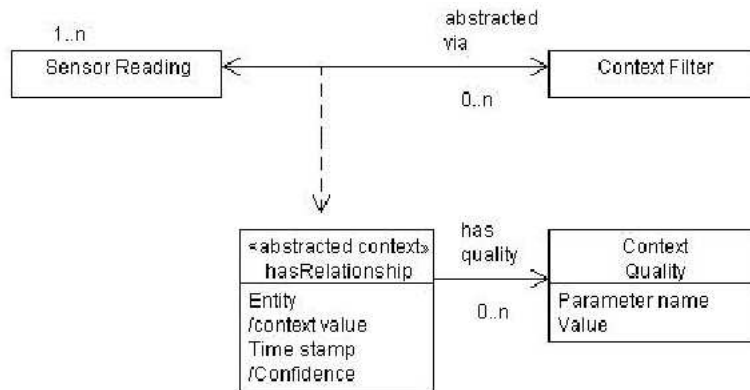 1..n
abstracted
via
Sensor Reading
Context Filter
0..n
«abstracted context»
hasRelationship
Entity
/context value
Time stamp
/Confidence
has
quality
0..n
Context
Quality
Parameter name
Value